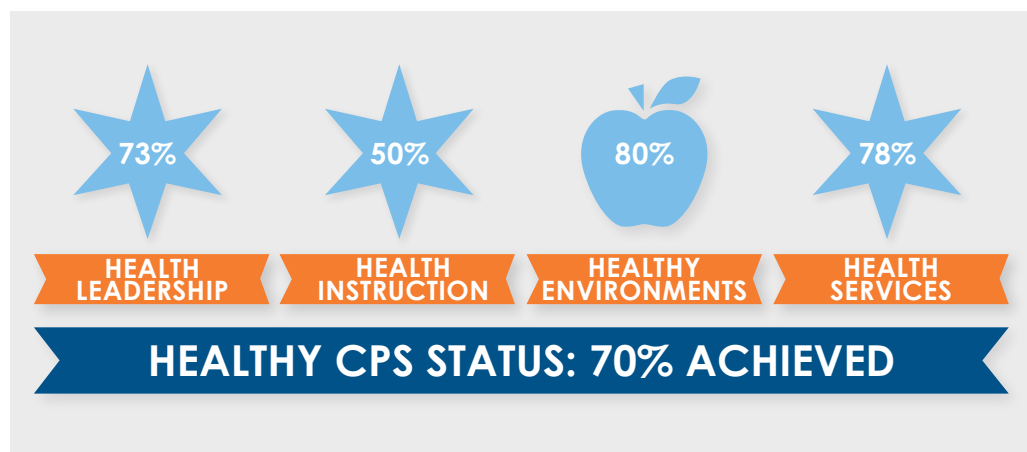 73%
50%
80%
78%
HEALTH
LEADERSHIP
HEALTH
INSTRUCTION
HEALTHY
ENVIRONMENTS
HEALTH
SERVICES
HEALTHY CPS STATUS: 70% ACHIEVED